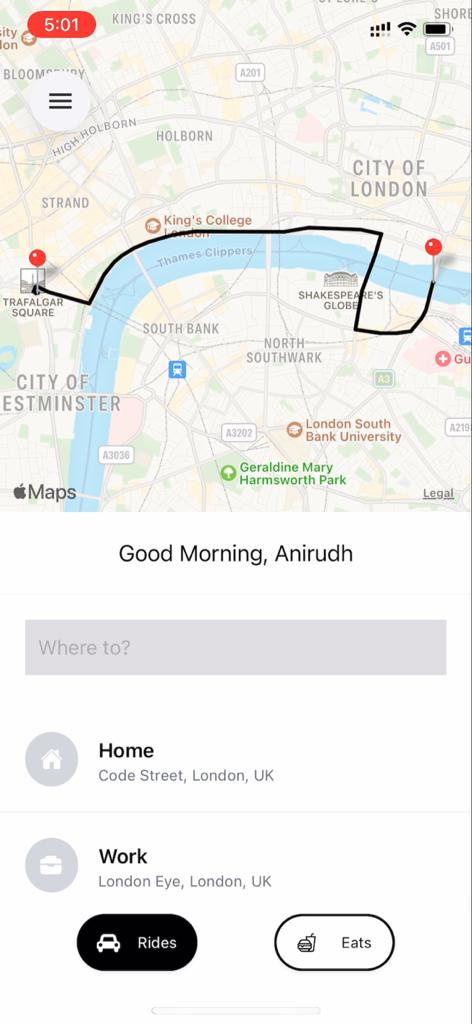 5:01
KING'S CROSS
SHORE
A501
A201
BLOOMSBURY
HIGH HOLBORN
HOLBORN
CITY OF
LONDON
STRAND
King's College
London
Thames Clippers
TRAFALGAR
SQUARE
SHAKESPEARE'S
GLOBE
SOUTH BANK
NORTH
SOUTHWARK
Gu
CITY OF
ESTMINSTER
A3
A3202
London South
Bank University
A219
A3036
Geraldine Mary
Harmsworth Park
Maps
Legal
Good Morning, Anirudh
Where to?
Home
Code Street, London, UK
Work
London Eye, London, UK
Rides
Eats